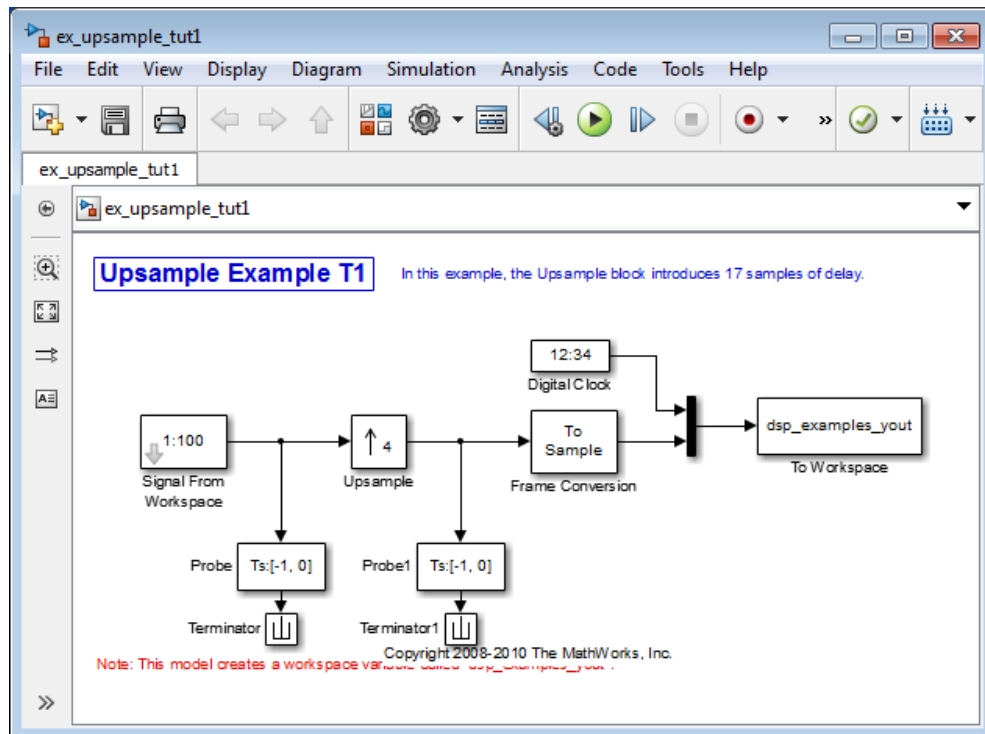 ex_upsample_tut1
File Edit View Display Diagram Simulation Analysis Code Tools Help
»
ex_upsample_tut1
ex_upsample_tut1
Upsample Example T1
In this example, the Upsample block introduces 17 samples of delay.
12:34
Digital Clock
1:100
4
To
Sample
dsp_examples_yout
Signal From
Workspace
Upsample
Frame Conversion
To Workspace
Probe
Ts:[-1, 0]
Probe1
Ts:[-1, 0]
Terminator
Terminator1
Copyright 2008-2010 The MathWorks, Inc.
Note: This model creates a workspace variable called "dsp_examples_yout".